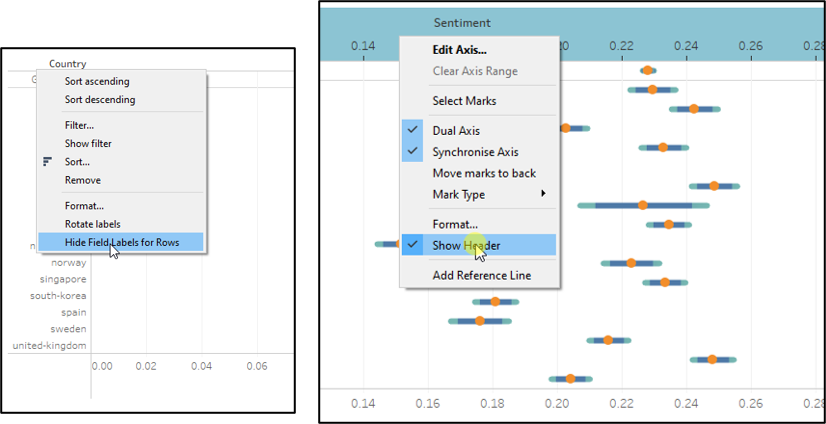 Country
G
Sort ascending
Sort descending
Filter...
Show filter
Sort...
Remove
Format...
Rotate labels
Hide Field Labels for Rows
n
norway
singapore
south-korea
spain
sweden
united-kingdom
0.00 0.02 0.04 0.06
Sentiment
0.14 0.20 0.22 0.24 0.26 0.28
Edit Axis...
Clear Axis Range
Select Marks
Dual Axis
Synchronise Axis
Move marks to back
Mark Type
Format...
Show Header
Add Reference Line
0.14 0.16 0.18 0.20 0.22 0.24 0.26 0.28